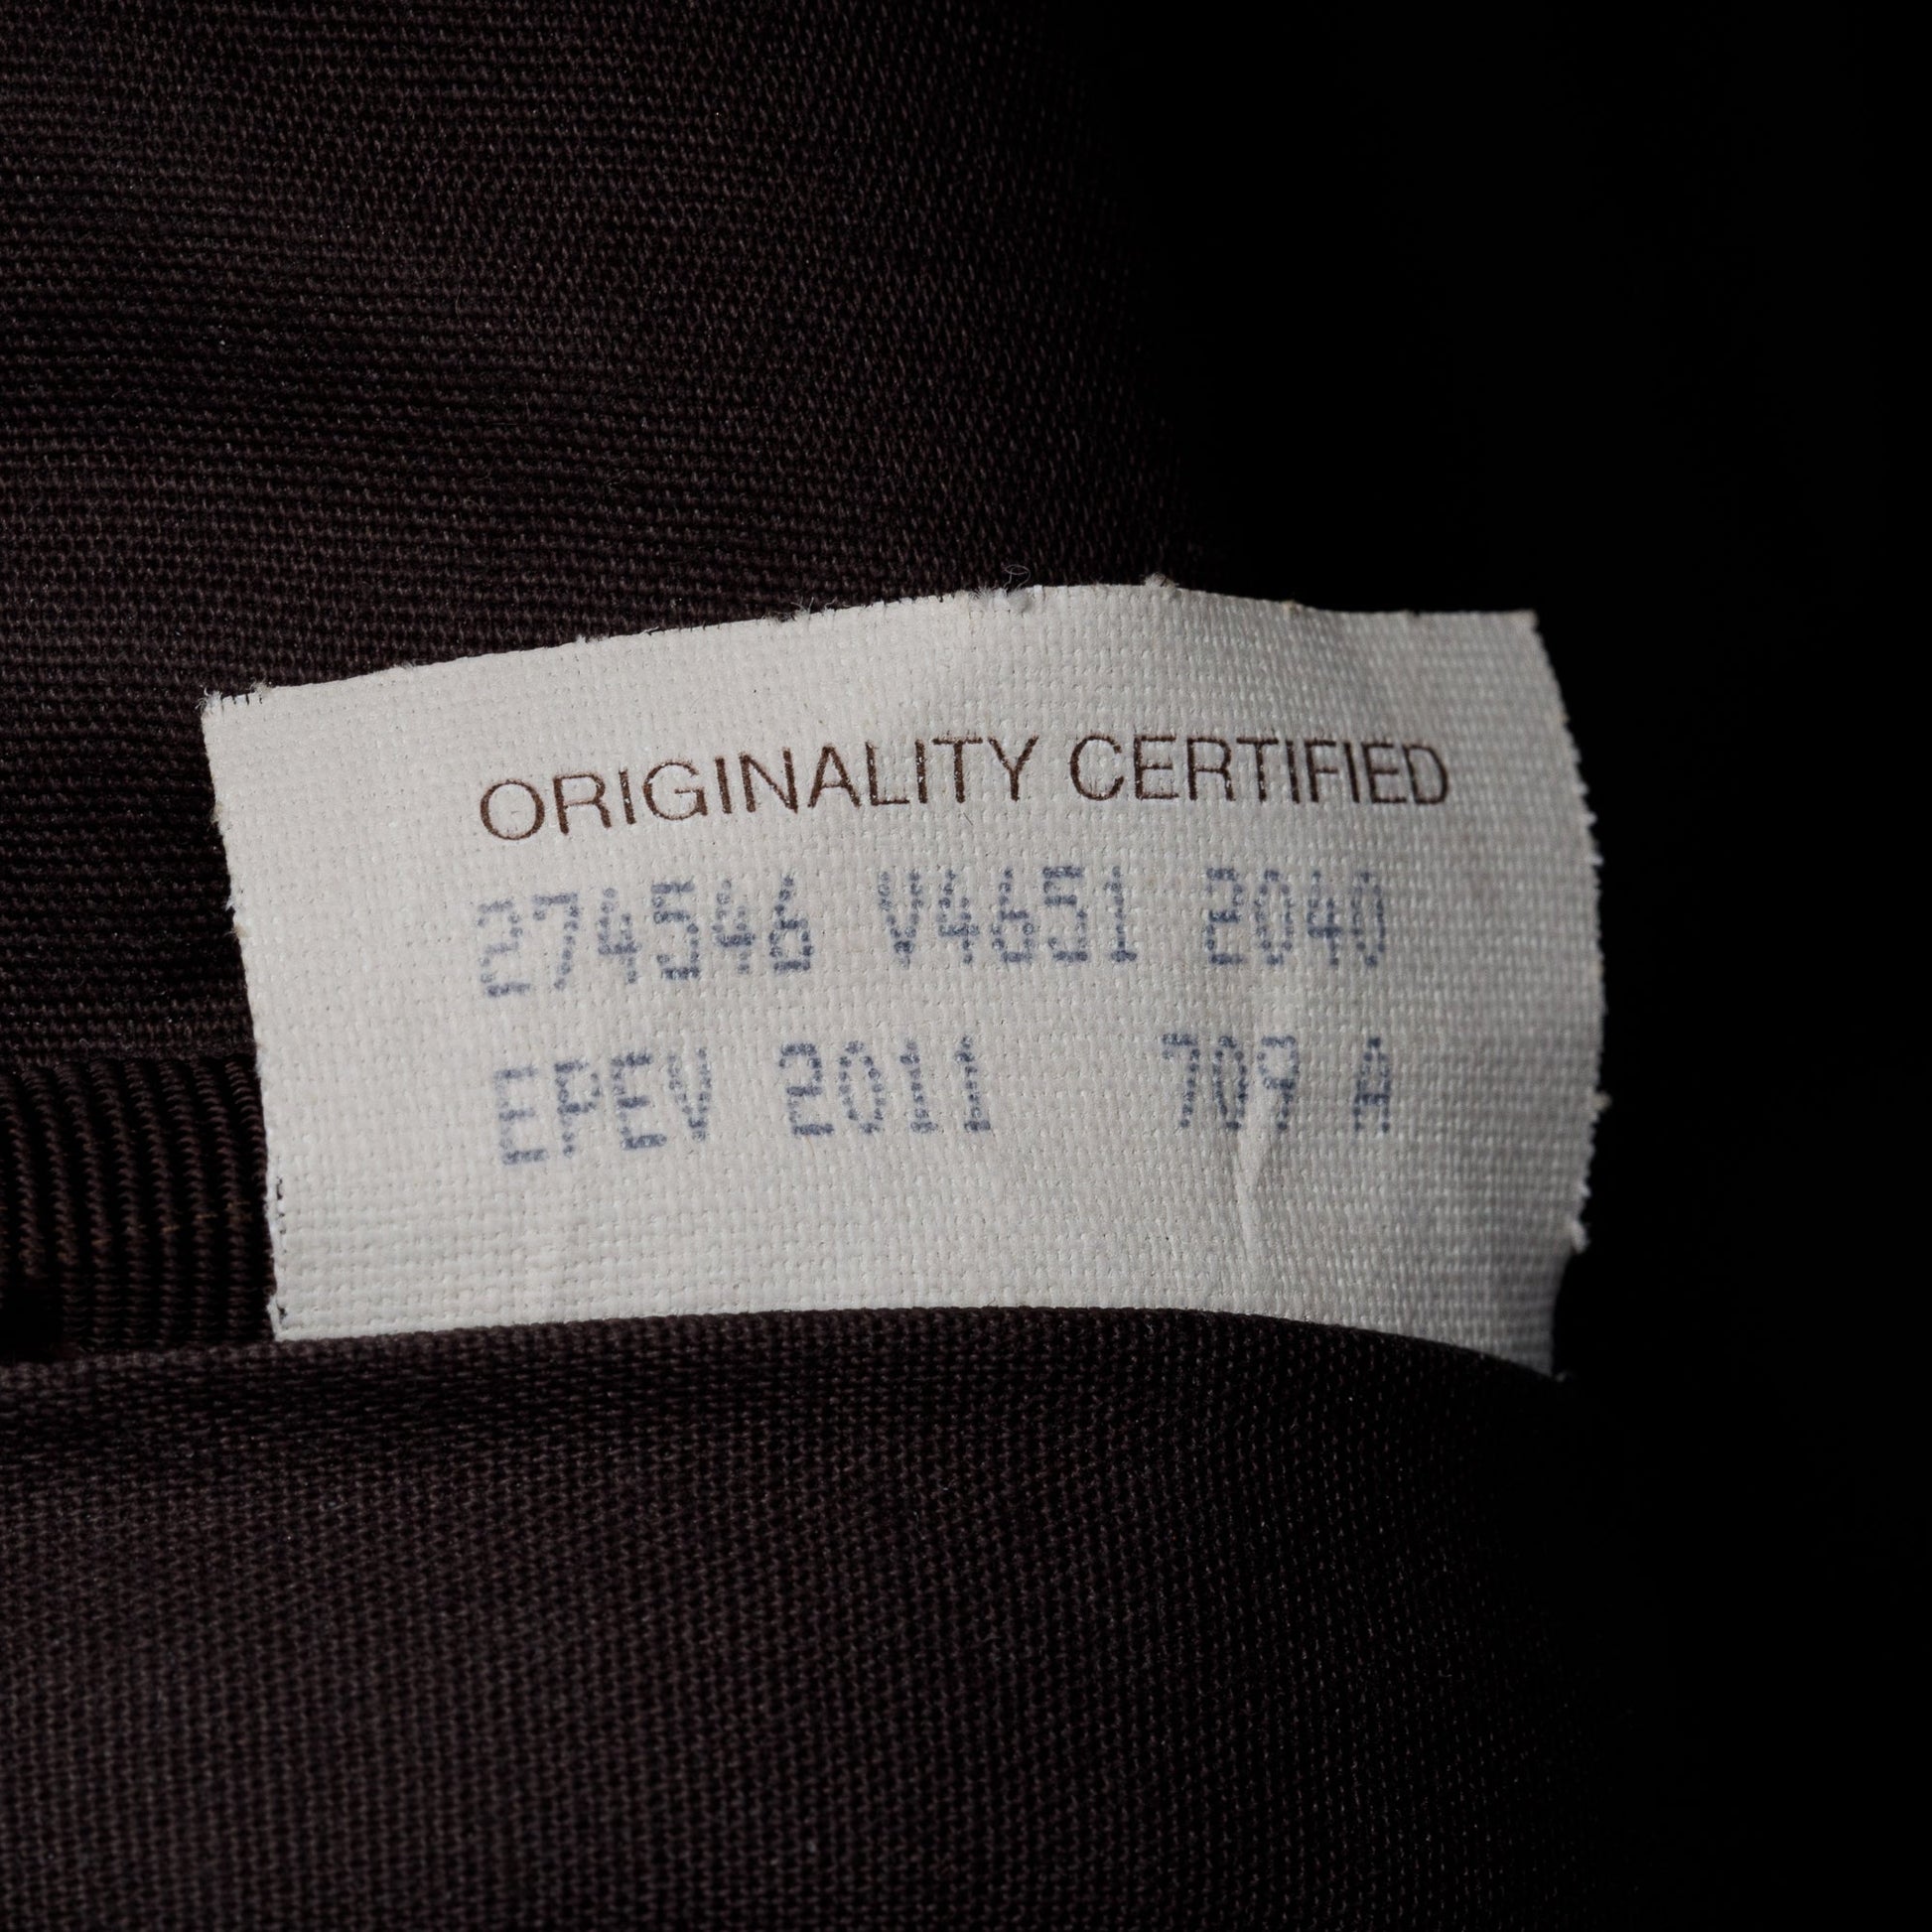 ORIGINALITY CERTIFIED
274546 V4651 2040
EPEV 2011 709 A